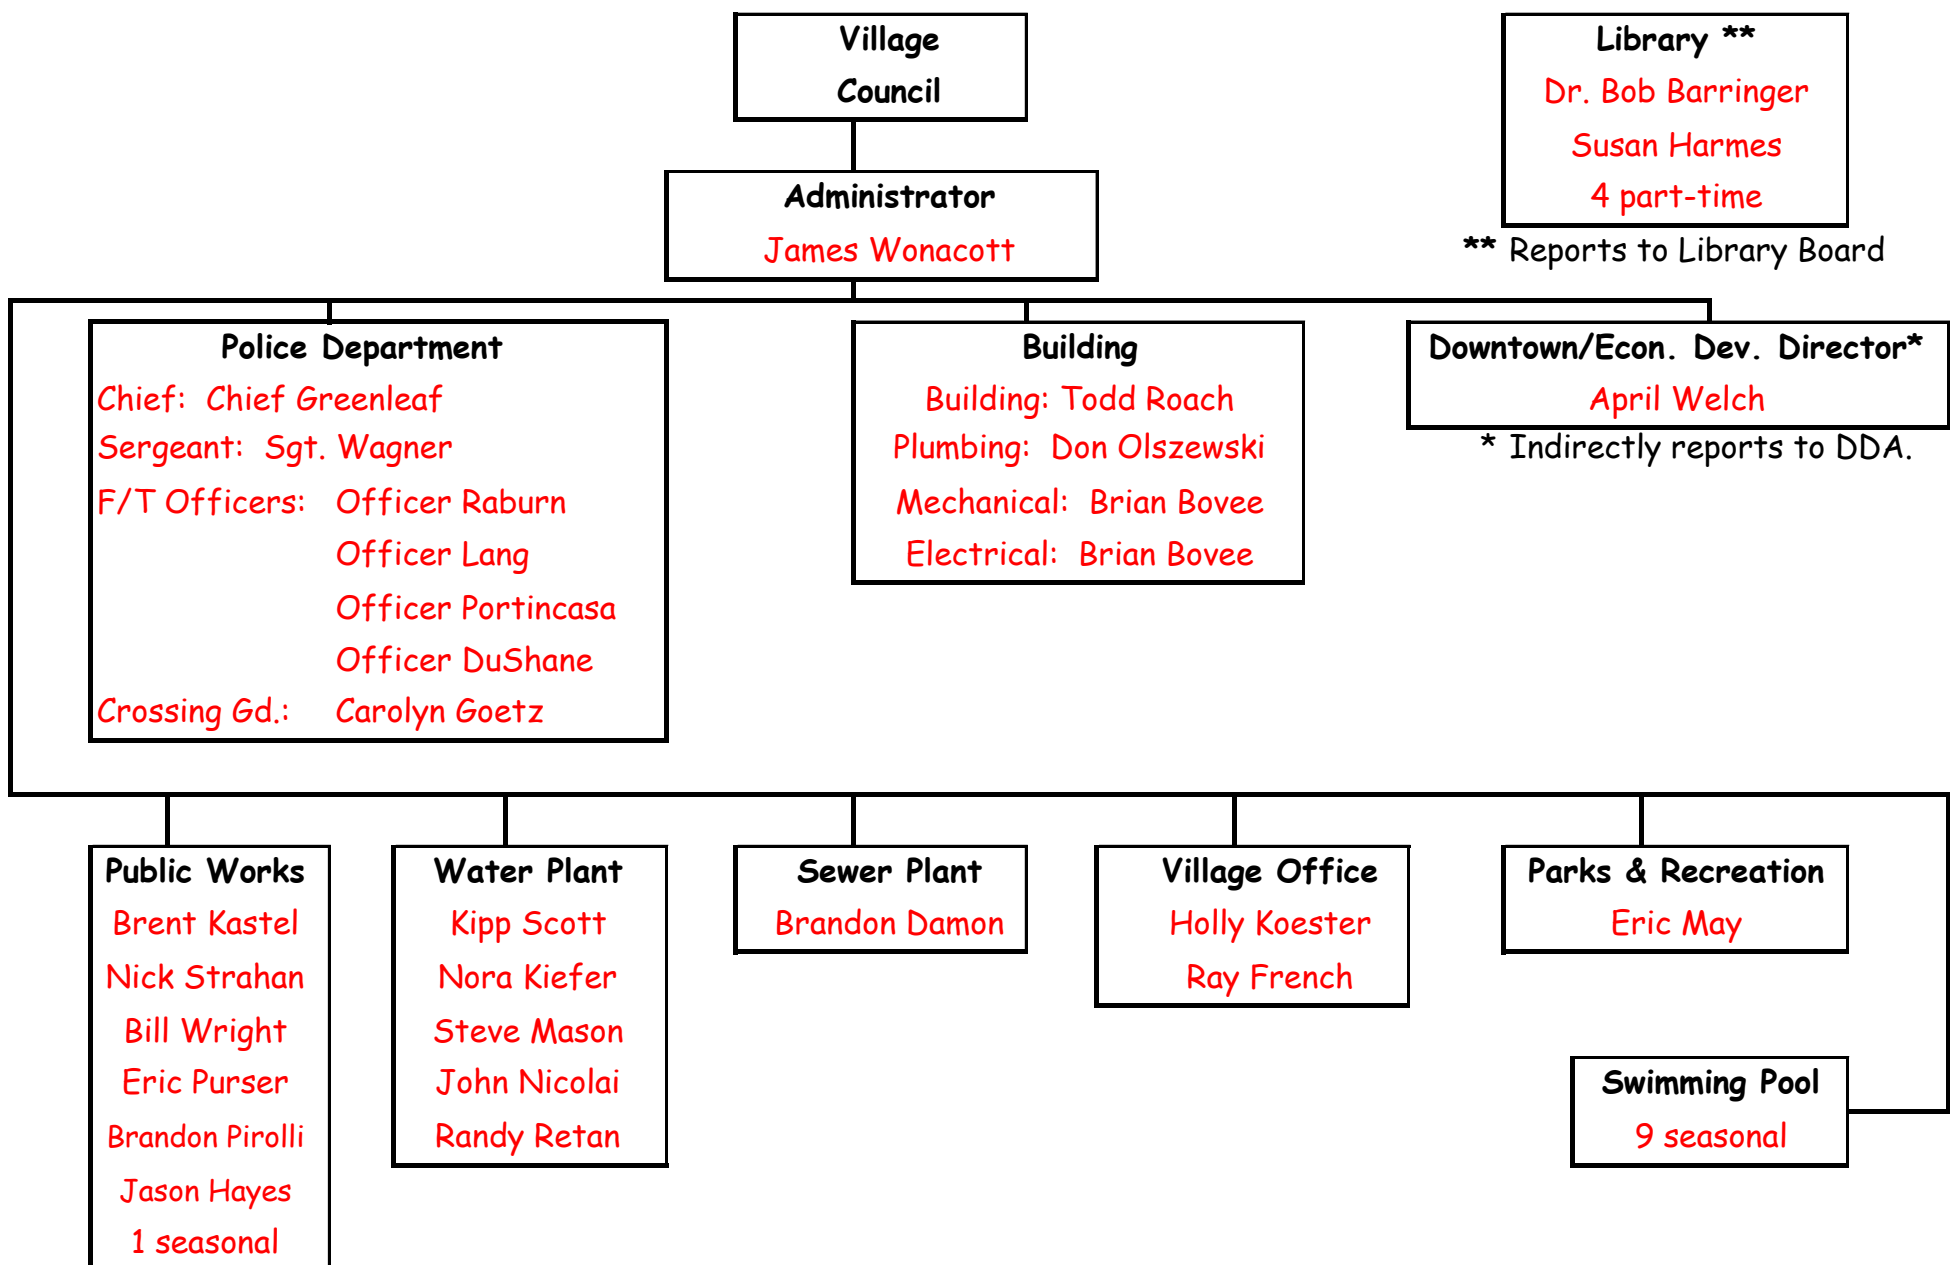 Village
Council
Library **
Dr. Bob Barringer
Susan Harmes
4 part-time
** Reports to Library Board
Administrator
James Wonacott
Police Department
Chief: Chief Greenleaf
Sergeant: Sgt. Wagner
F/T Officers: Officer Raburn
Officer Lang
Officer Portincasa
Officer DuShane
Crossing Gd.: Carolyn Goetz
Building
Building: Todd Roach
Plumbing: Don Olszewski
Mechanical: Brian Bovee
Electrical: Brian Bovee
Downtown/Econ. Dev. Director*
April Welch
* Indirectly reports to DDA.
Public Works
Brent Kastel
Nick Strahan
Bill Wright
Eric Purser
Brandon Pirolli
Jason Hayes
1 seasonal
Water Plant
Kipp Scott
Nora Kiefer
Steve Mason
John Nicolai
Randy Retan
Sewer Plant
Brandon Damon
Village Office
Holly Koester
Ray French
Parks & Recreation
Eric May
Swimming Pool
9 seasonal